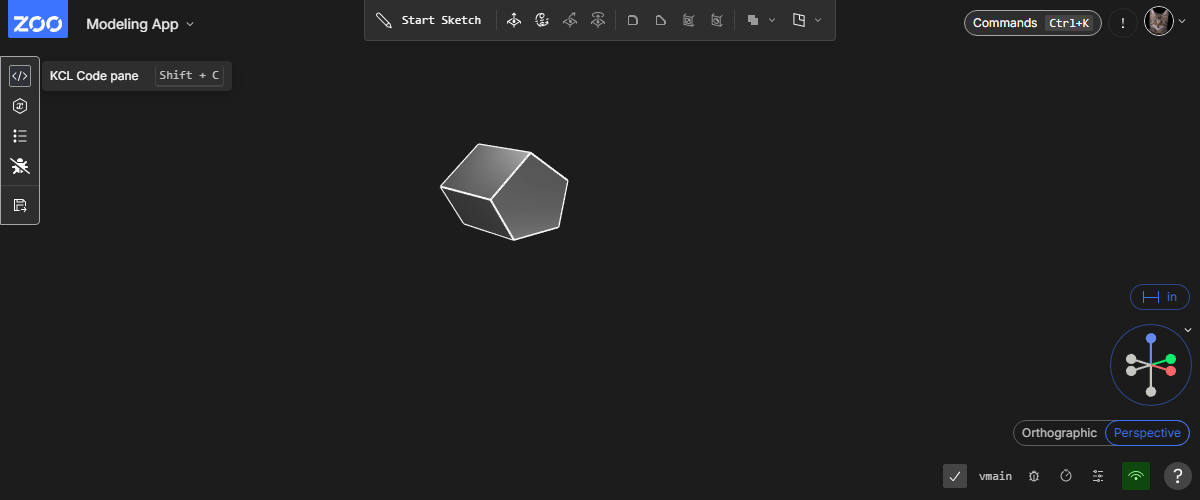 ZOO
Modeling App
Start Sketch
Commands Ctrl+K
!
KCL Code pane Shift + C
in
Orthographic Perspective
vmain
?